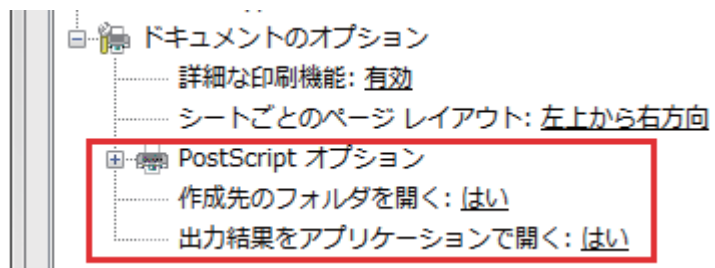 ドキュメントのオプション
詳細な印刷機能: 有効
シートごとのページ レイアウト: 左上から右方向
PostScript オプション
作成先のフォルダを開く: はい
出力結果をアプリケーションで開く: はい